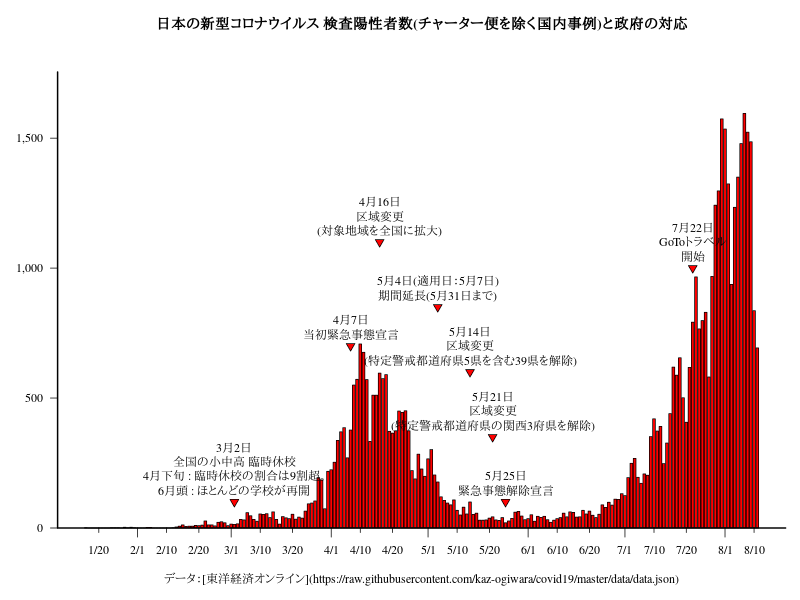 日本の新型コロナウイルス 検査陽性者数(チャーター便を除く国内事例)と政府の対応
1,500
1,000
500
0
4月16日
区域変更
(対象地域を全国に拡大)
7月22日
GoToトラベル
開始
5月4日(適用日：5月7日)
期間延長(5月31日まで)
4月7日
当初緊急事態宣言
5月14日
区域変更
(特定警戒都道府県5県を含む39県を解除)
5月21日
区域変更
(特定警戒都道府県の関西3府県を解除)
3月2日
全国の小中高 臨時休校
4月下旬：臨時休校の割合は9割超
6月頭：ほとんどの学校が再開
5月25日
緊急事態解除宣言
1/20 2/1 2/10 2/20 3/1 3/10 3/20 4/1 4/10 4/20 5/1 5/10 5/20 6/1 6/10 6/20 7/1 7/10 7/20 8/1 8/10
データ：[東洋経済オンライン](https://raw.githubusercontent.com/kaz-ogiwara/covid19/master/data/data.json)